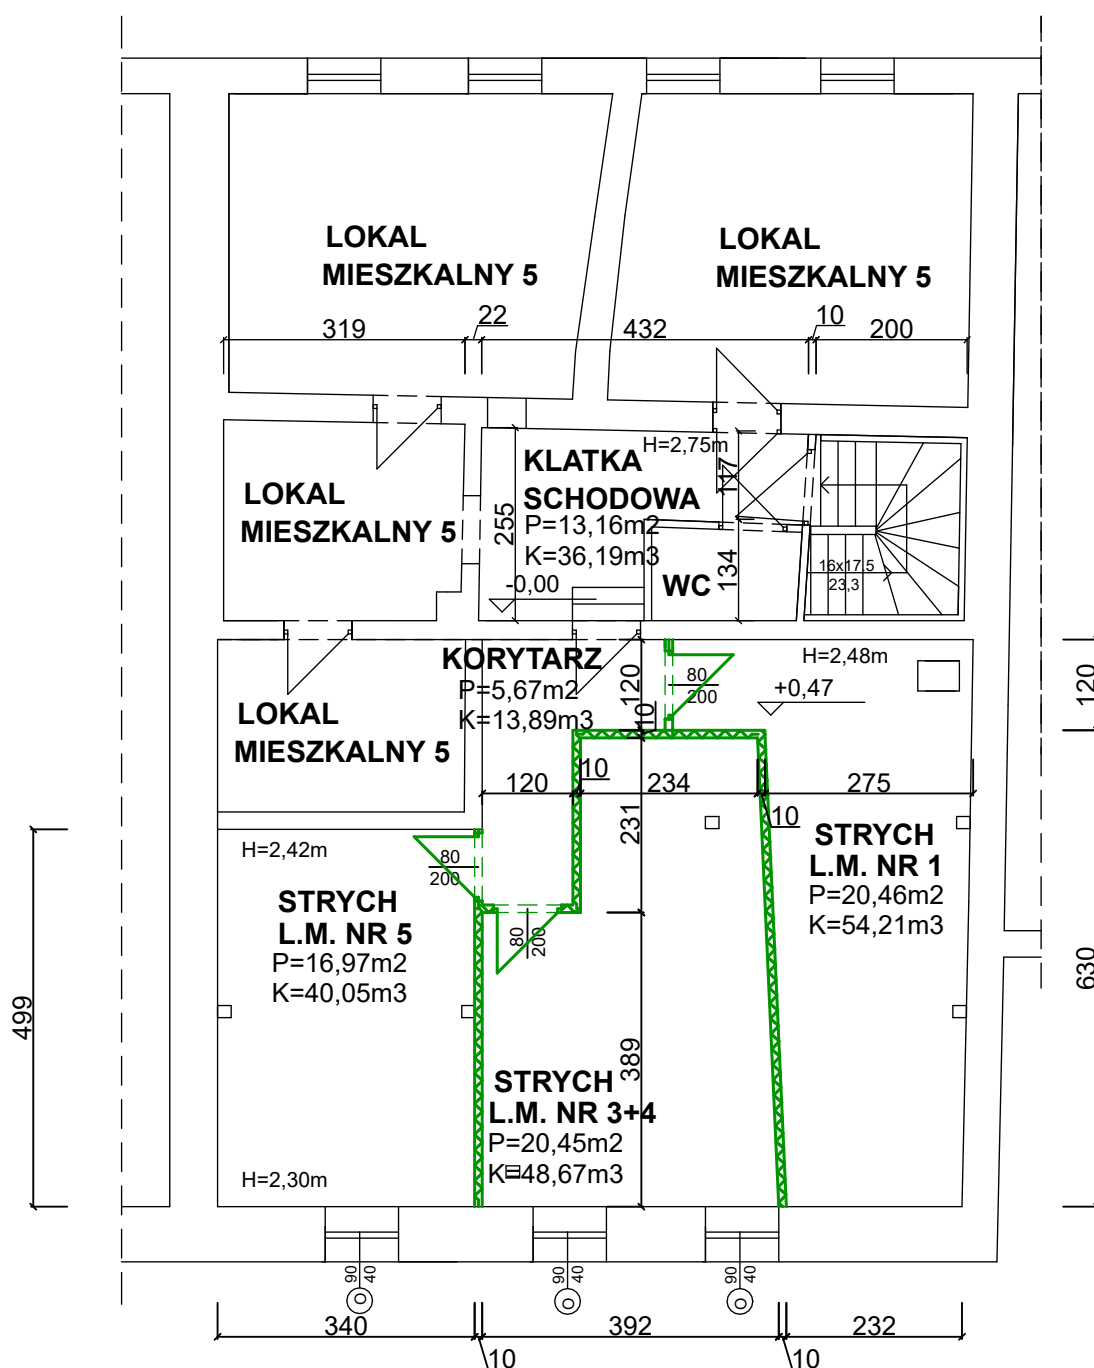 LOKAL
MIESZKALNY 5
LOKAL
MIESZKALNY 5
319
22
432
10
200
H=2,75m
KLATKA
SCHODOWA
P=13,16m2
K=36,19m3
-0,00
255
117
134
WC
16x17.5
23,3
LOKAL
MIESZKALNY 5
KORYTARZ
P=5,67m2
K=13,89m3
120
10
80
200
H=2,48m
+0,47
120
LOKAL
MIESZKALNY 5
120
10
234
10
275
231
H=2,42m
80
200
80
200
STRYCH
L.M. NR 5
P=16,97m2
K=40,05m3
STRYCH
L.M. NR 1
P=20,46m2
K=54,21m3
499
630
389
STRYCH
L.M. NR 3+4
P=20,45m2
K=48,67m3
H=2,30m
90
40
90
40
90
40
O
O
O
340
10
392
10
232